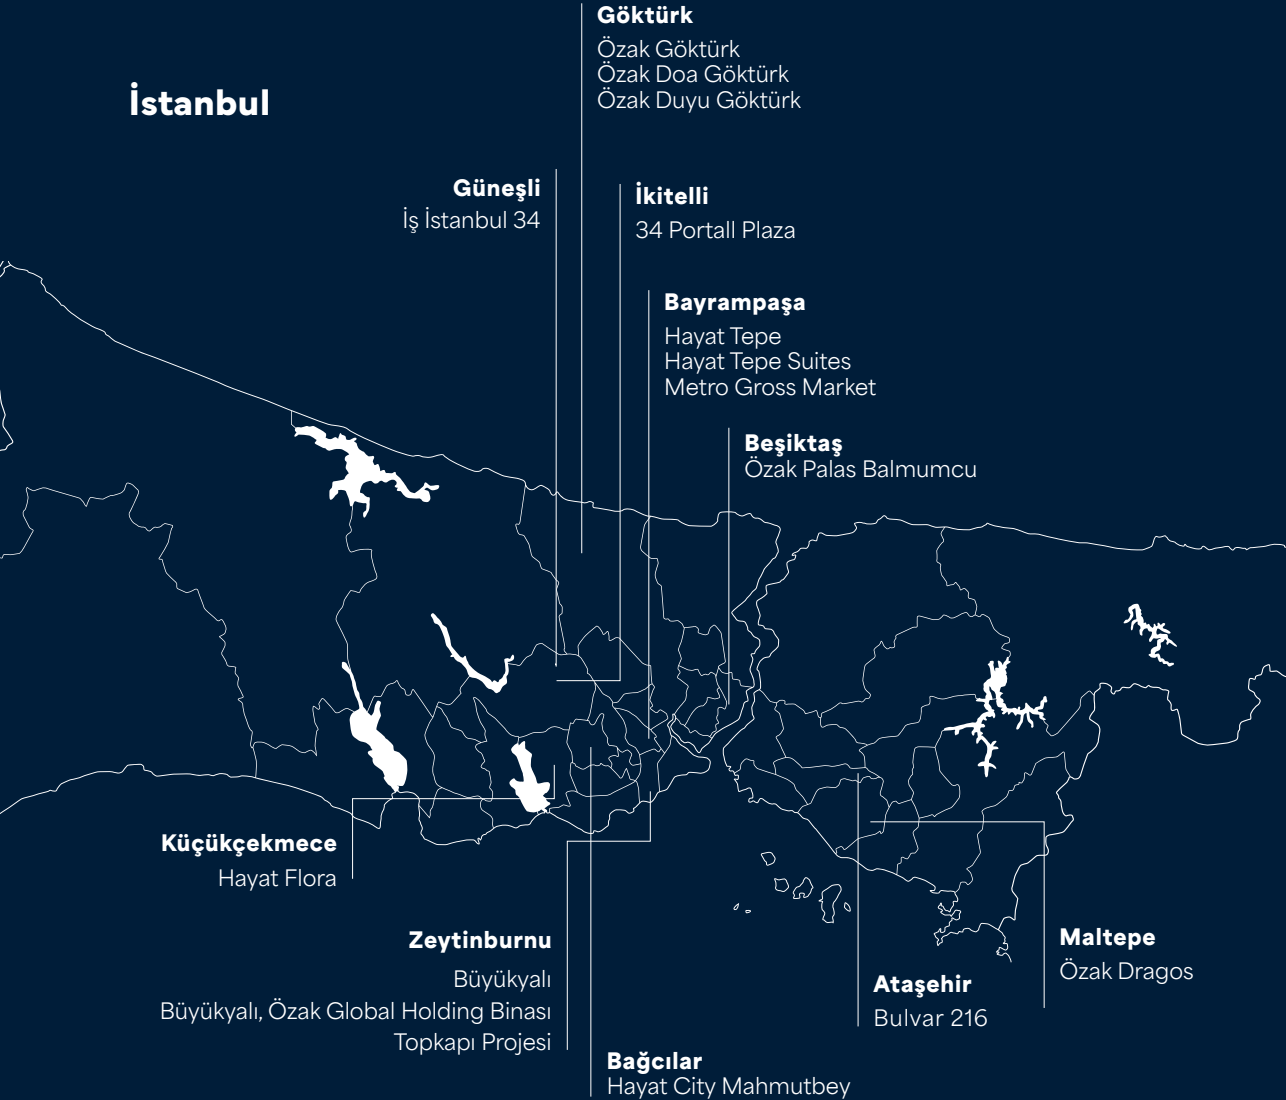 İstanbul
Göktürk
Özak Göktürk
Özak Doa Göktürk
Özak Duyu Göktürk
Güneşli
İş İstanbul 34
İkitelli
34 Portall Plaza
Bayrampaşa
Hayat Tepe
Hayat Tepe Suites
Metro Gross Market
Beşiktaş
Özak Palas Balmumcu
Küçükçekmece
Hayat Flora
Zeytinburnu
Büyükyalı
Büyükyalı, Özak Global Holding Binası
Topkapı Projesi
Bağcılar
Hayat City Mahmutbey
Ataşehir
Bulvar 216
Maltepe
Özak Dragos